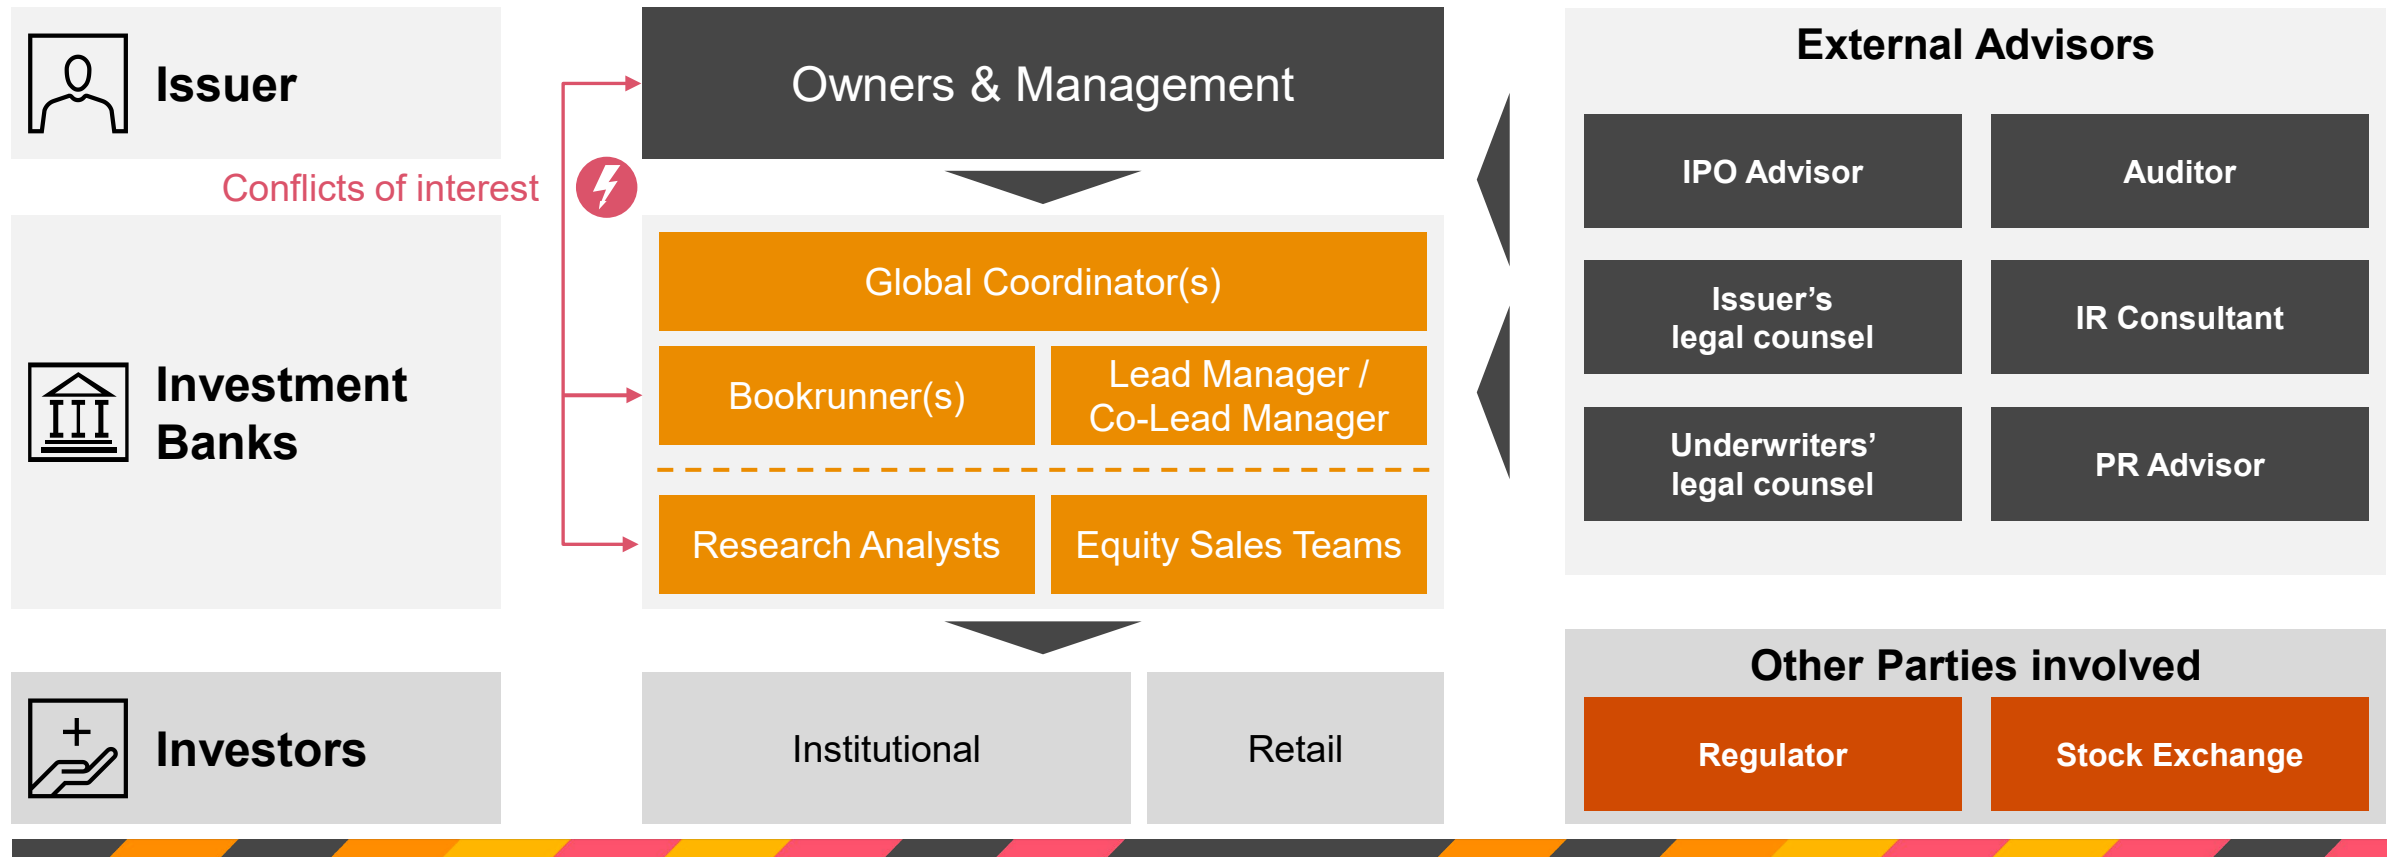 Issuer
Owners & Management
Conflicts of interest
Investment
Banks
Global Coordinator(s)
Bookrunner(s)
Lead Manager /
Co-Lead Manager
Research Analysts
Equity Sales Teams
Investors
Institutional
Retail
External Advisors
IPO Advisor
Auditor
Issuer’s
legal counsel
IR Consultant
Underwriters’
legal counsel
PR Advisor
Other Parties involved
Regulator
Stock Exchange